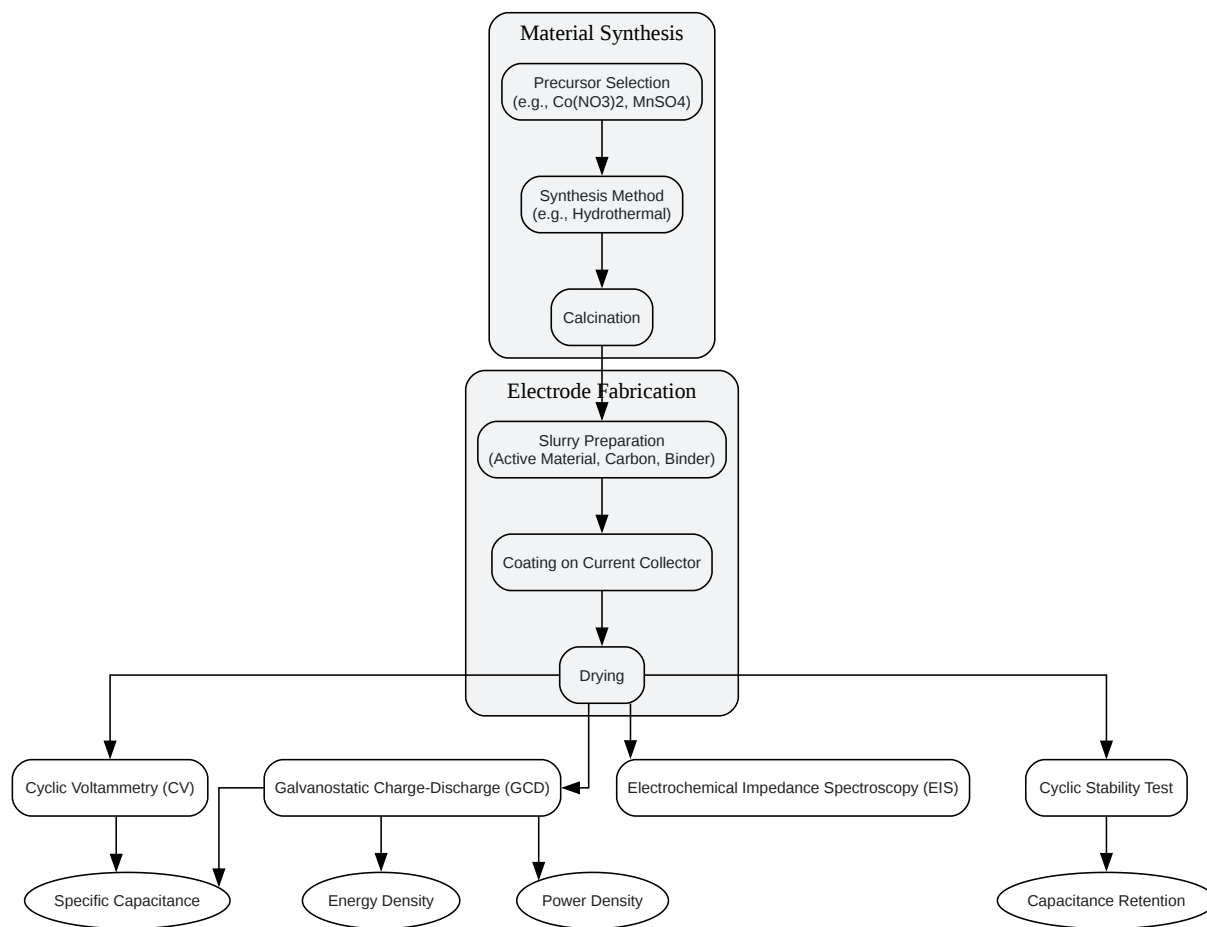 Material Synthesis
Precursor Selection
(e.g., Co(NO3)2, MnSO4)
Synthesis Method
(e.g., Hydrothermal)
Calcination
Electrode Fabrication
Slurry Preparation
(Active Material, Carbon, Binder)
Coating on Current Collector
Drying
Cyclic Voltammetry (CV)
Galvanostatic Charge-Discharge (GCD)
Electrochemical Impedance Spectroscopy (EIS)
Cyclic Stability Test
Specific Capacitance
Energy Density
Power Density
Capacitance Retention